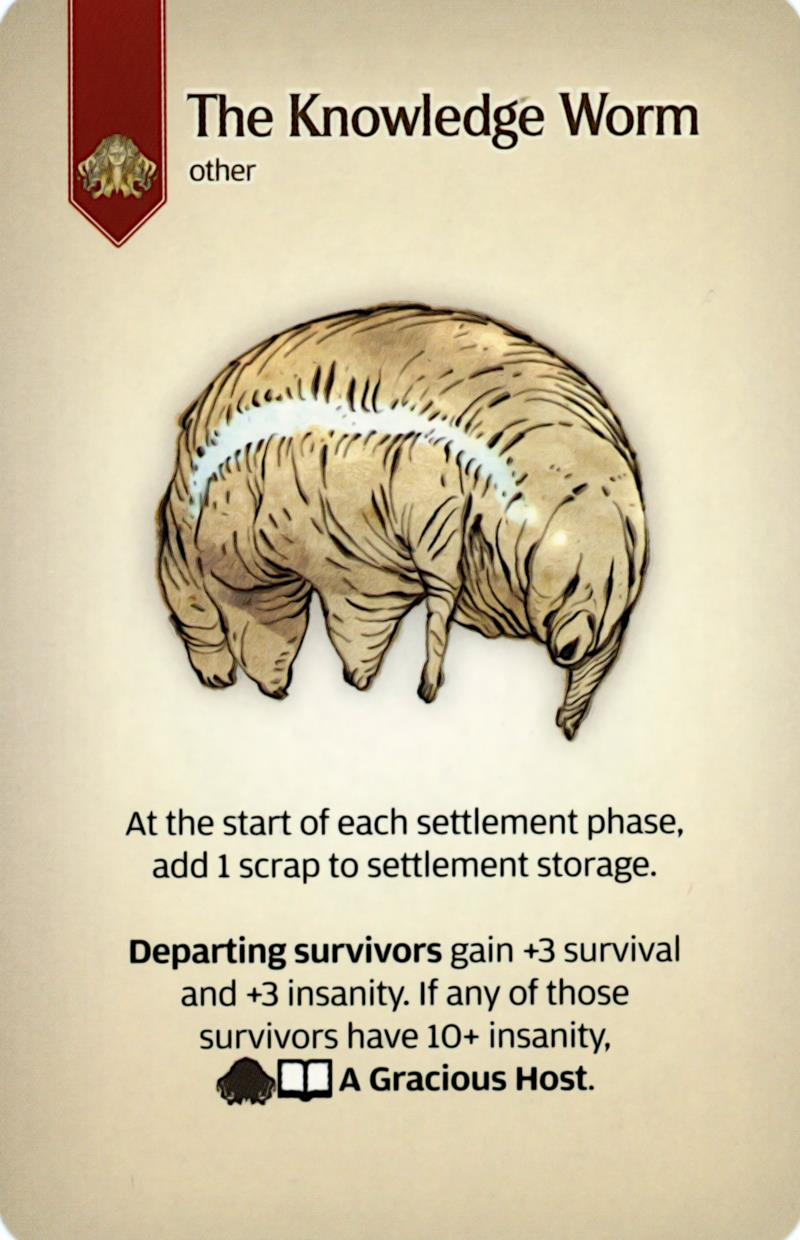 The Knowledge Worm
other
At the start of each settlement phase,
add 1 scrap to settlement storage.
Departing survivors gain +3 survival
and +3 insanity. If any of those
survivors have 10+ insanity,
A Gracious Host.